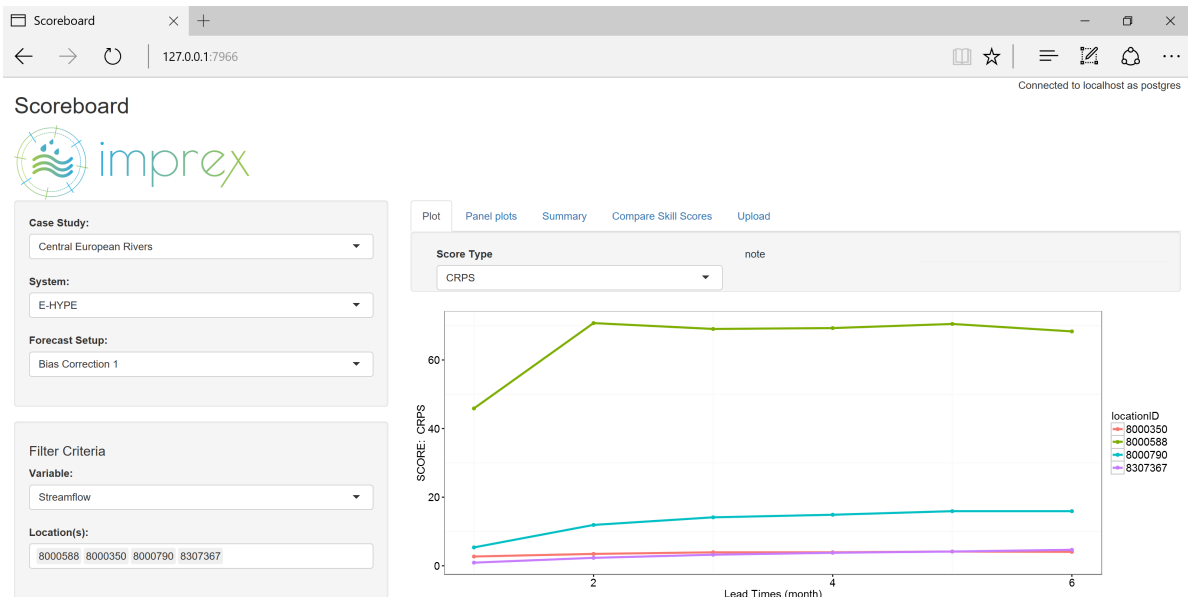 Scoreboard
127.0.0.1:7966
Connected to localhost as postgres
Scoreboard
imprex
Case Study:
Central European Rivers
System:
E-HYPE
Forecast Setup:
Bias Correction 1
Filter Criteria
Variable:
Streamflow
Location(s):
8000588 8000350 8000790 8307367
Plot Panel plots Summary Compare Skill Scores Upload
Score Type note
CRPS
SCORE: CRPS
60
40
20
0
2 4 6
Lead Times (month)
locationID
8000350
8000588
8000790
8307367